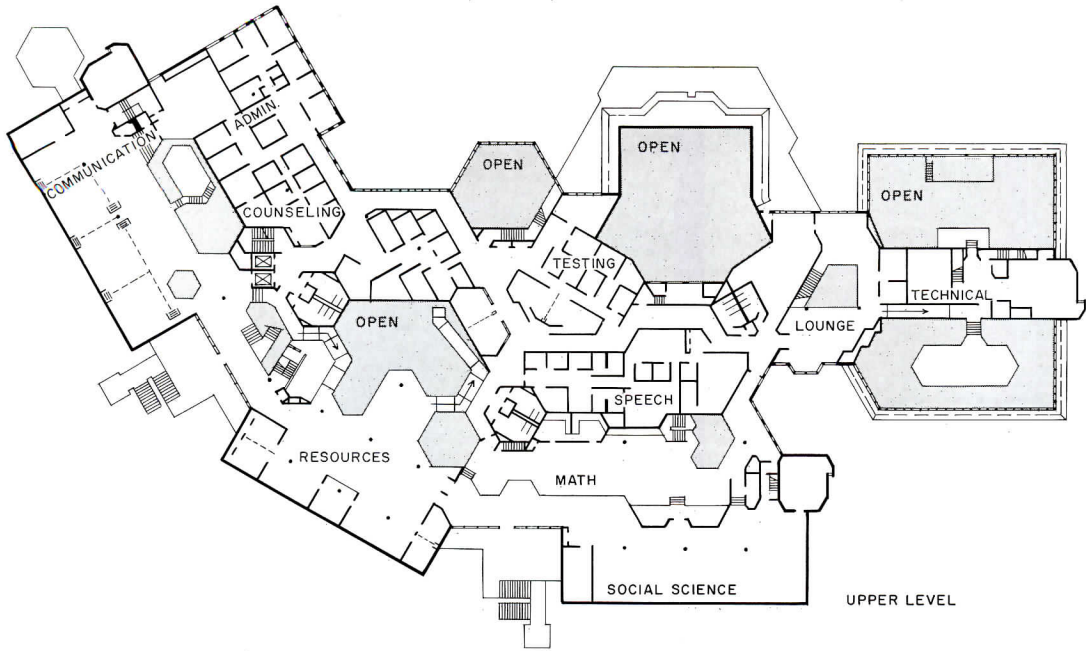 COMMUNICATION
ADMIN.
COUNSELING
OPEN
OPEN
OPEN
TESTING
TECHNICAL
OPEN
LOUNGE
SPEECH
RESOURCES
MATH
SOCIAL SCIENCE
UPPER LEVEL